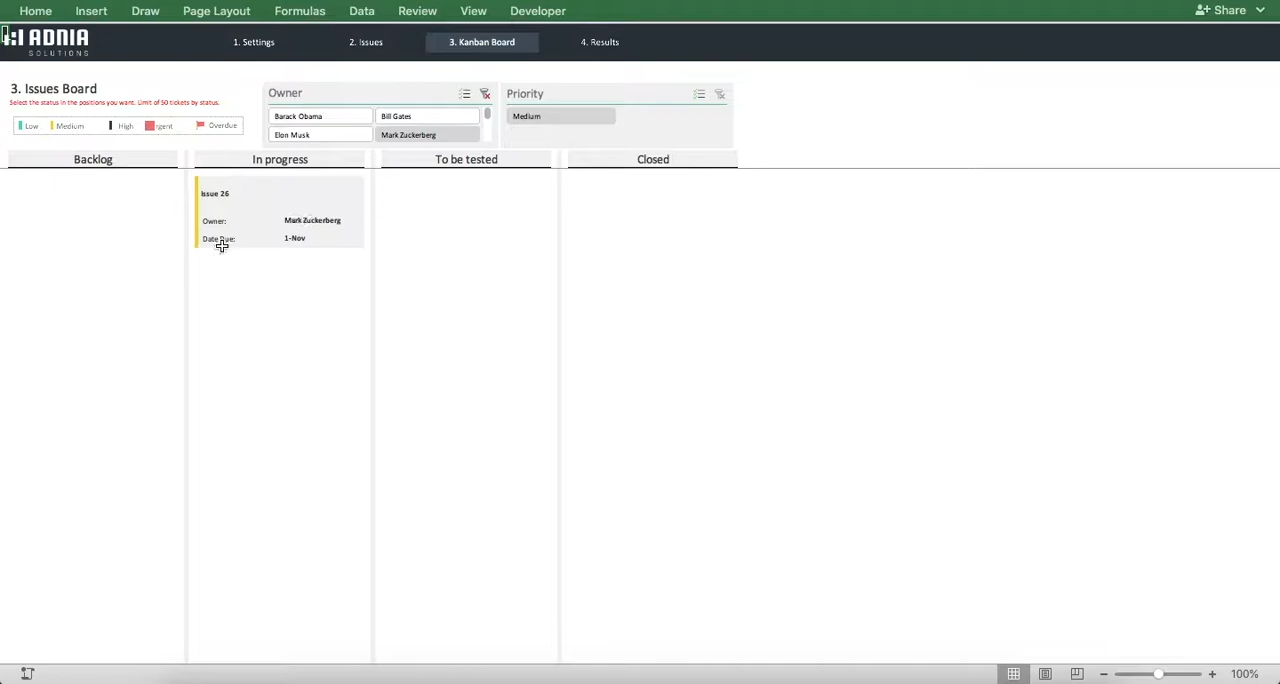 Home Insert Draw Page Layout Formulas Data Review View Developer Share
ADNIA
SOLUTIONS
1. Settings 2. Issues 3. Kanban Board 4. Results
3. Issues Board
Select the status in the positions you want. Limit of 50 tickets by status.
Low Medium High rgent Overdue
Owner
Barack Obama Bill Gates
Elon Musk Mark Zuckerberg
Priority
Medium
Backlog In progress To be tested Closed
Issue 26
Owner: Mark Zuckerberg
Date Due: 1-Nov
100%